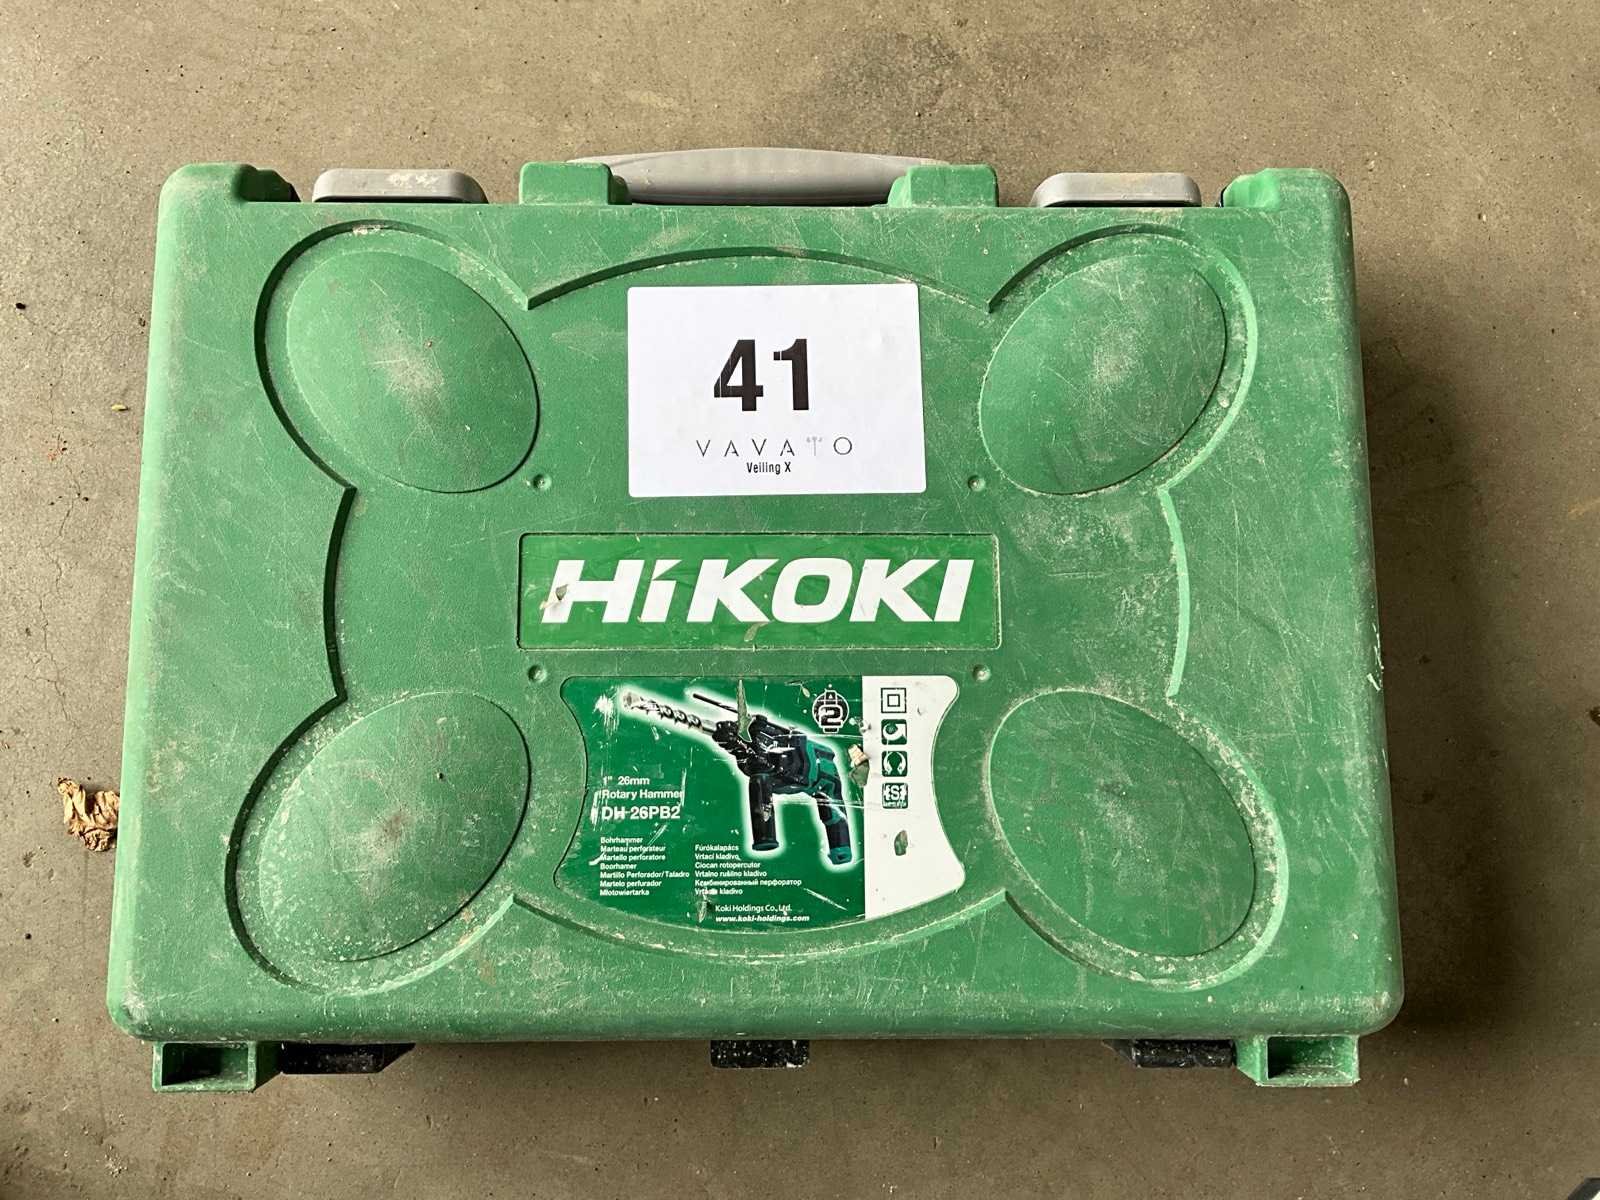 41
VAVATO
Veiling X
HiKOKI
2
1" 26mm
Rotary Hammer
DH 26PB2
Bohrhammer
Marteau perforateur
Martello perforatore
Boorhamer
Martillo Perforador/Taladro
Martelo perfurador
Młotowiertarka
Fúrókalapács
Vrtací kladivo
Ciocan rotopercutor
Vrtalno rušilno kladivo
Комбинированный перфоратор
Vrtacie kladivo
{S}
Koki Holdings Co., Ltd.
www.koki-holdings.com